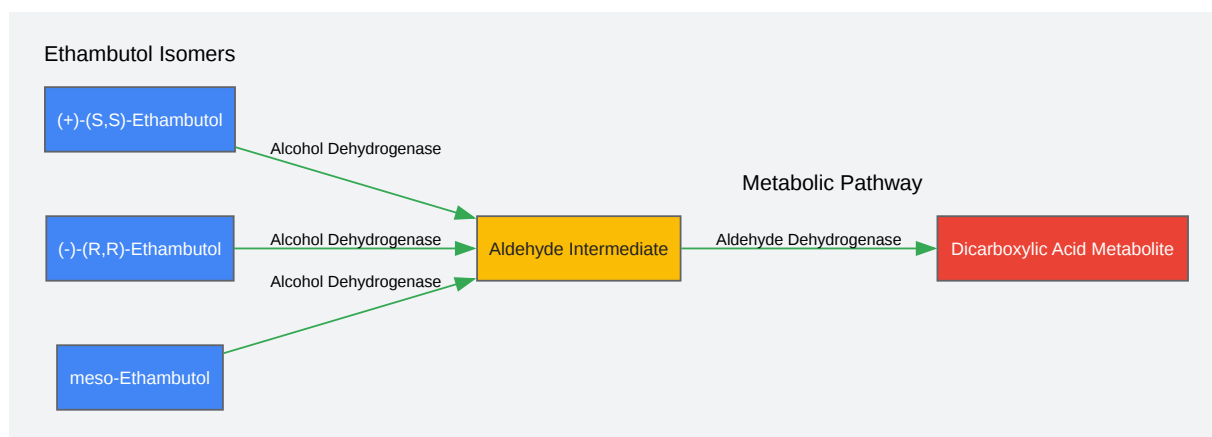 Ethambutol Isomers
(+)-(S,S)-Ethambutol
Alcohol Dehydrogenase
Metabolic Pathway
(-)-(R,R)-Ethambutol
Alcohol Dehydrogenase
Aldehyde Intermediate
Aldehyde Dehydrogenase
Dicarboxylic Acid Metabolite
Alcohol Dehydrogenase
meso-Ethambutol